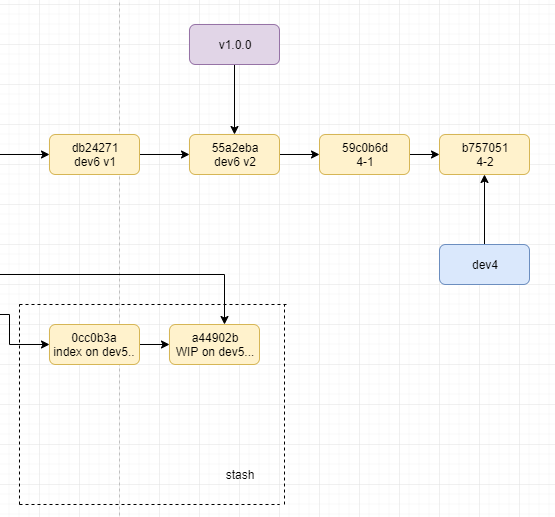 v1.0.0
db24271
dev6 v1
55a2eba
dev6 v2
59c0b6d
4-1
b757051
4-2
dev4
0cc0b3a
index on dev5..
a44902b
WIP on dev5...
stash